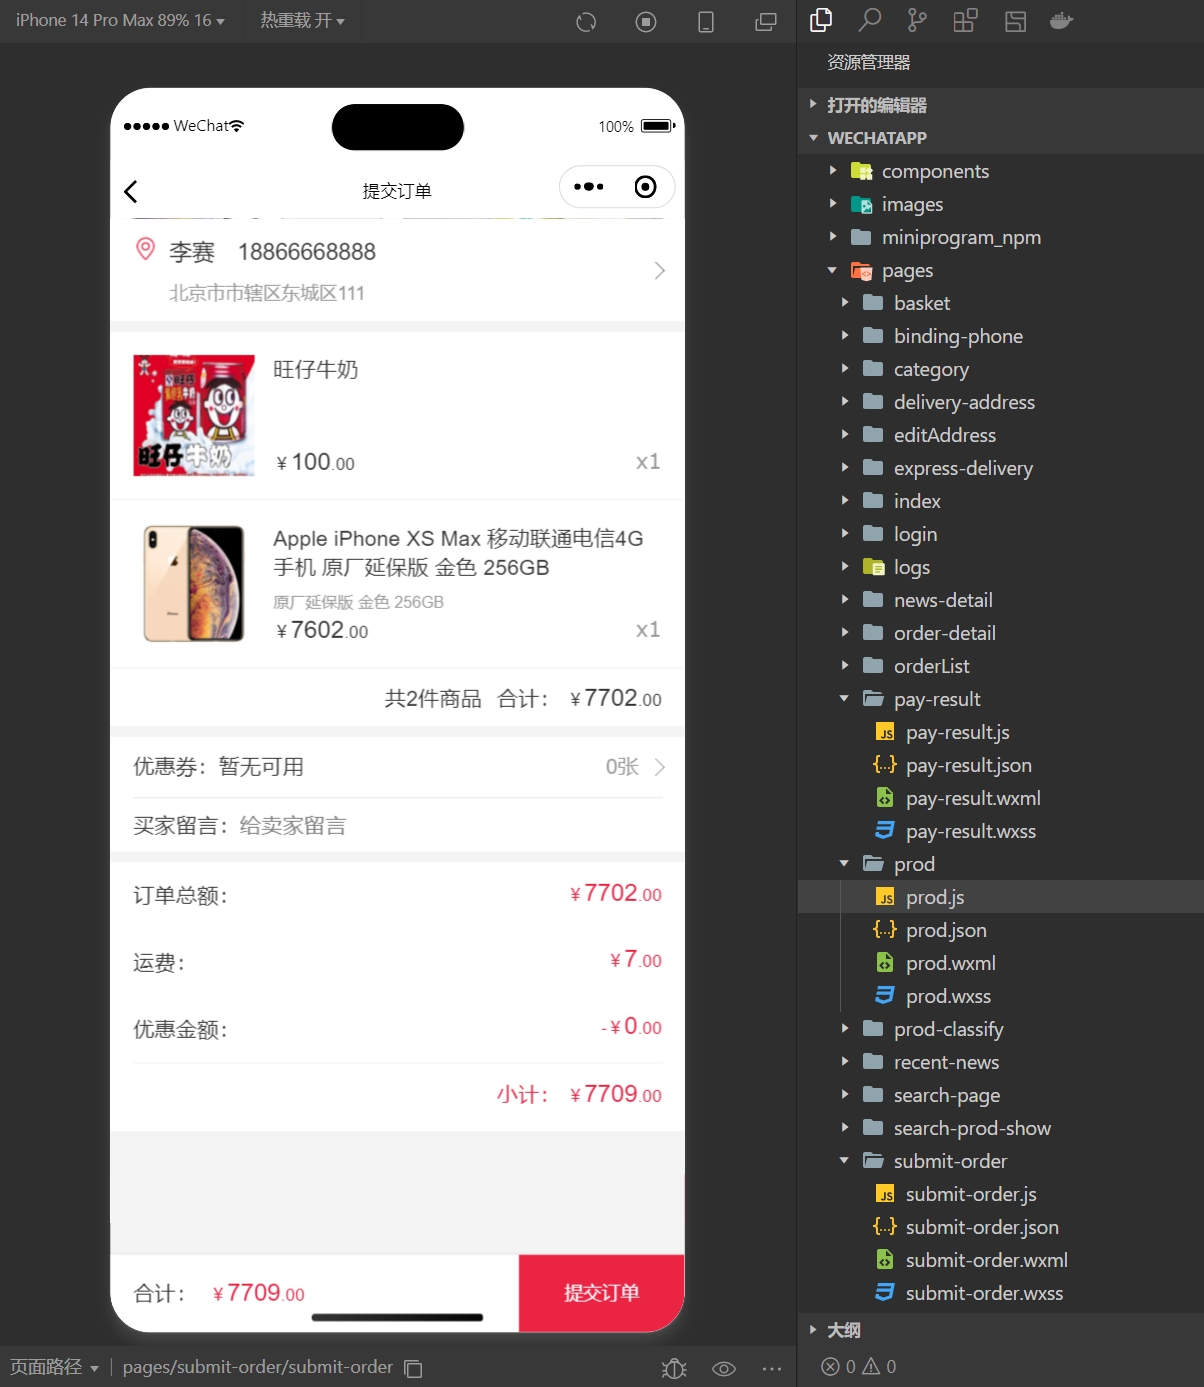 iPhone 14 Pro Max 89% 16
热重载 开
WeChat
100%
提交订单
李赛 18866668888
北京市市辖区东城区111
旺仔牛奶
旺仔
旺仔牛奶
¥100.00
x1
Apple iPhone XS Max 移动联通电信4G
手机 原厂延保版 金色 256GB
原厂延保版 金色 256GB
¥7602.00
x1
共2件商品 合计： ¥7702.00
优惠券：暂无可用
0张
买家留言：给卖家留言
订单总额：
¥7702.00
运费：
¥7.00
优惠金额：
-¥0.00
小计： ¥7709.00
合计： ¥7709.00
提交订单
页面路径
pages/submit-order/submit-order
资源管理器
打开的编辑器
WECHATAPP
components
images
miniprogram_npm
pages
basket
binding-phone
category
delivery-address
editAddress
express-delivery
index
login
logs
news-detail
order-detail
orderList
pay-result
JS pay-result.js
{..} pay-result.json
pay-result.wxml
pay-result.wxss
prod
JS prod.js
{..} prod.json
prod.wxml
prod.wxss
prod-classify
recent-news
search-page
search-prod-show
submit-order
JS submit-order.js
{..} submit-order.json
submit-order.wxml
submit-order.wxss
大纲
0 0